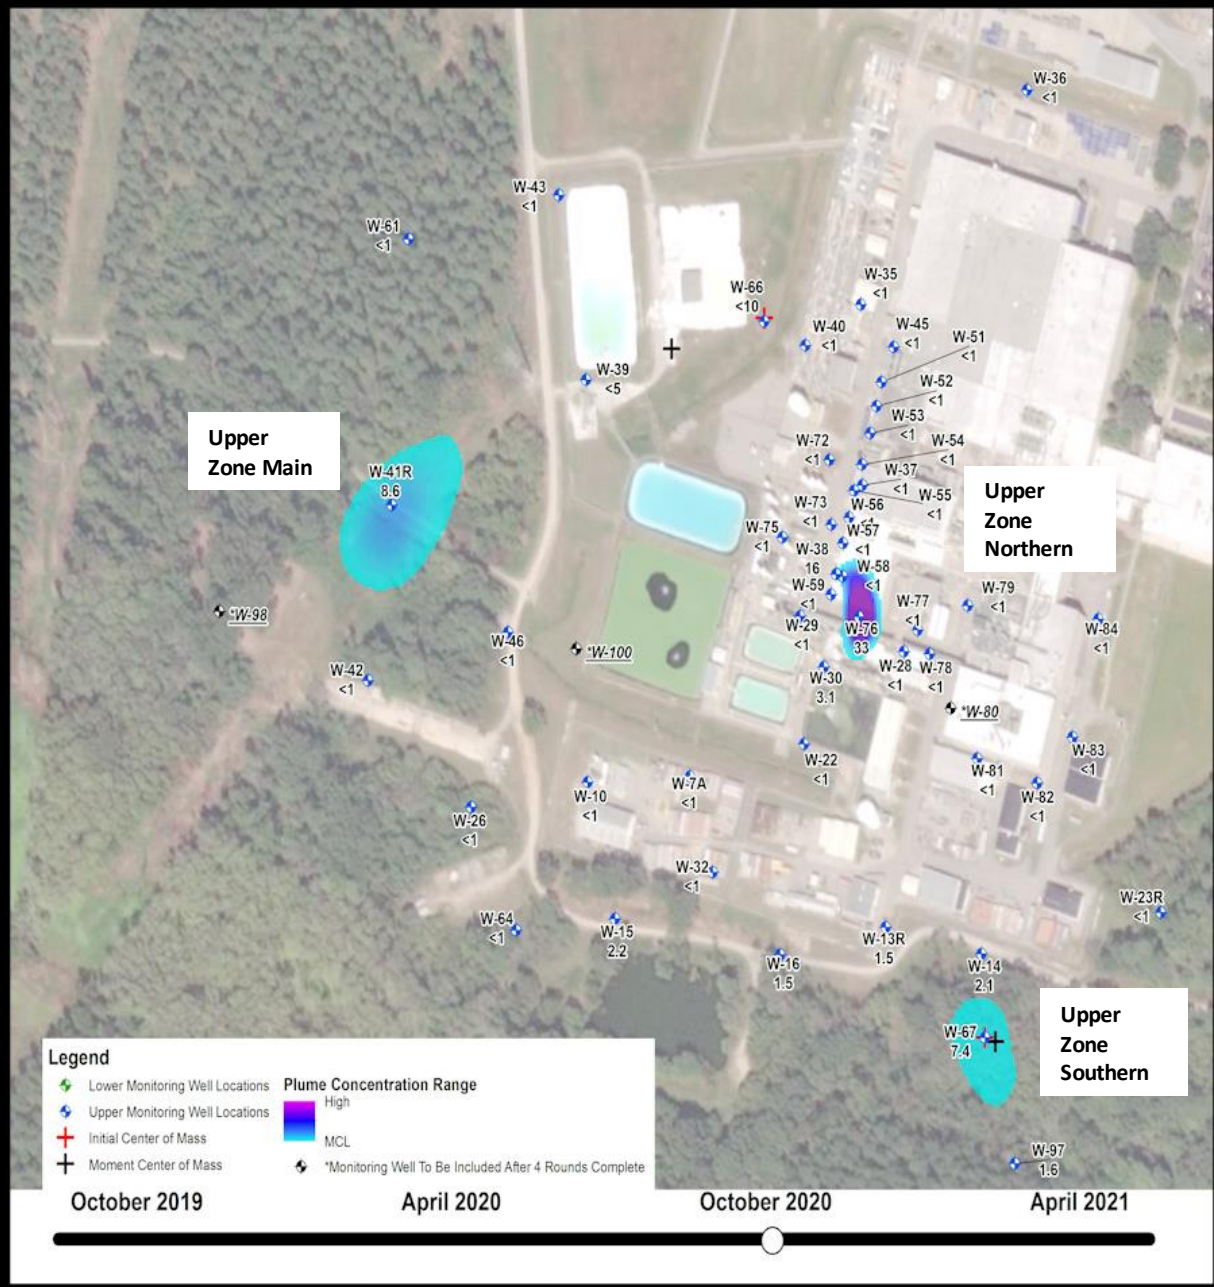 W-36
<1
W-43
<1
W-61
<1
W-35
<1
W-66
<10
W-40
<1
W-45
<1
W-51
<1
W-39
<5
W-52
<1
W-53
<1
Upper
Zone Main
W-72
<1
W-54
<1
W-41R
8.6
W-37
<1
Upper
Zone
Northern
W-55
<1
W-73
<1
W-56
W-75
<1
W-57
<1
W-38
16
W-58
<1
W-59
<1
W-79
<1
*W-98
W-77
<1
W-29
<1
W-76
33
W-84
<1
W-46
<1
*W-100
W-28
<1
W-78
<1
W-42
<1
W-30
3.1
*W-80
W-83
<1
W-22
<1
W-81
<1
W-7A
<1
W-10
<1
W-82
<1
W-26
<1
W-32
<1
W-23R
<1
W-64
<1
W-15
2.2
W-13R
1.5
W-16
1.5
W-14
2.1
Upper
Zone
Southern
W-67
7.4
W-97
1.6
Legend
Lower Monitoring Well Locations
Upper Monitoring Well Locations
Initial Center of Mass
Moment Center of Mass
Plume Concentration Range
High
MCL
*Monitoring Well To Be Included After 4 Rounds Complete
October 2019 April 2020 October 2020 April 2021